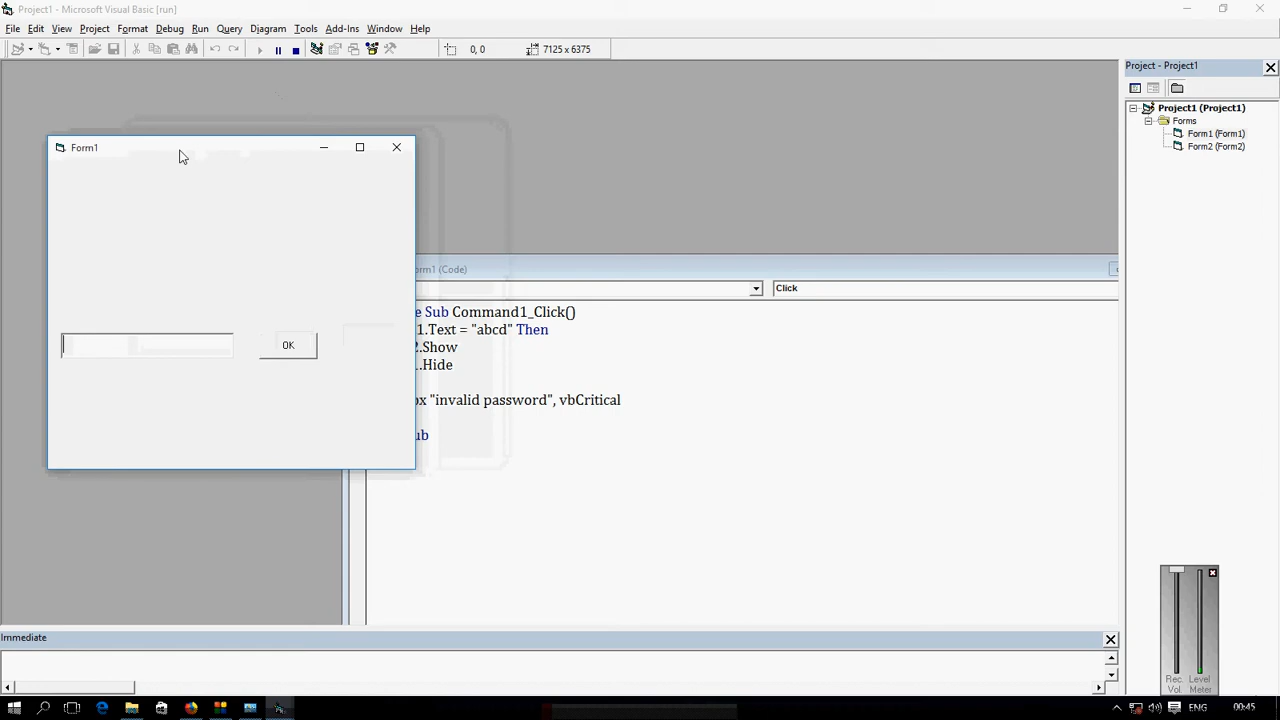 Project1 - Microsoft Visual Basic [run]
File Edit View Project Format Debug Run Query Diagram Tools Add-Ins Window Help
0, 0
7125 x 6375
Project - Project1
Project1 (Project1)
Forms
Form1 (Form1)
Form2 (Form2)
Form1
OK
orm1 (Code)
Click
e Sub Command1_Click()
1.Text = "abcd" Then
2.Show
.Hide
ox "invalid password", vbCritical
ub
Immediate
Rec. Level
Vol. Meter
ENG
00:45